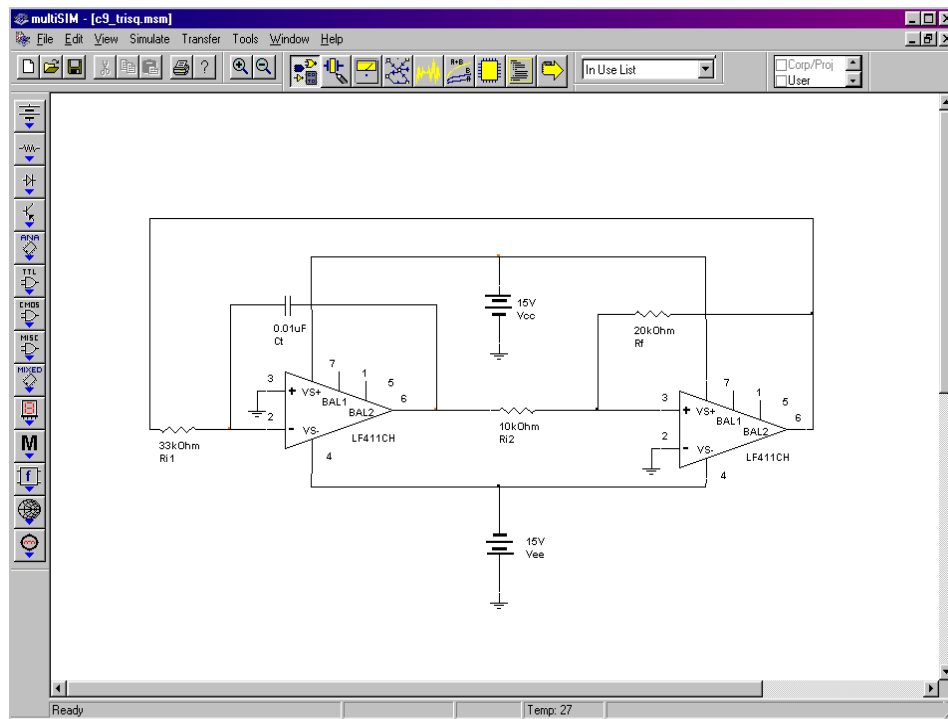 multiSIM - [c9_trisq.msm]
File Edit View Simulate Transfer Tools Window Help
A+B
In Use List
Corp/Proj
User
ANA
TTL
CMOS
MISC
MIXED
M
f
15V
Vcc
0.01uF
Ct
20kOhm
Rf
3
VS+
7
BAL1
1
BAL2
5
6
2
VS-
4
LF411CH
33kOhm
Ri1
10kOhm
Ri2
3
VS+
7
BAL1
1
BAL2
5
6
2
VS-
4
LF411CH
15V
Vee
Ready
Temp: 27